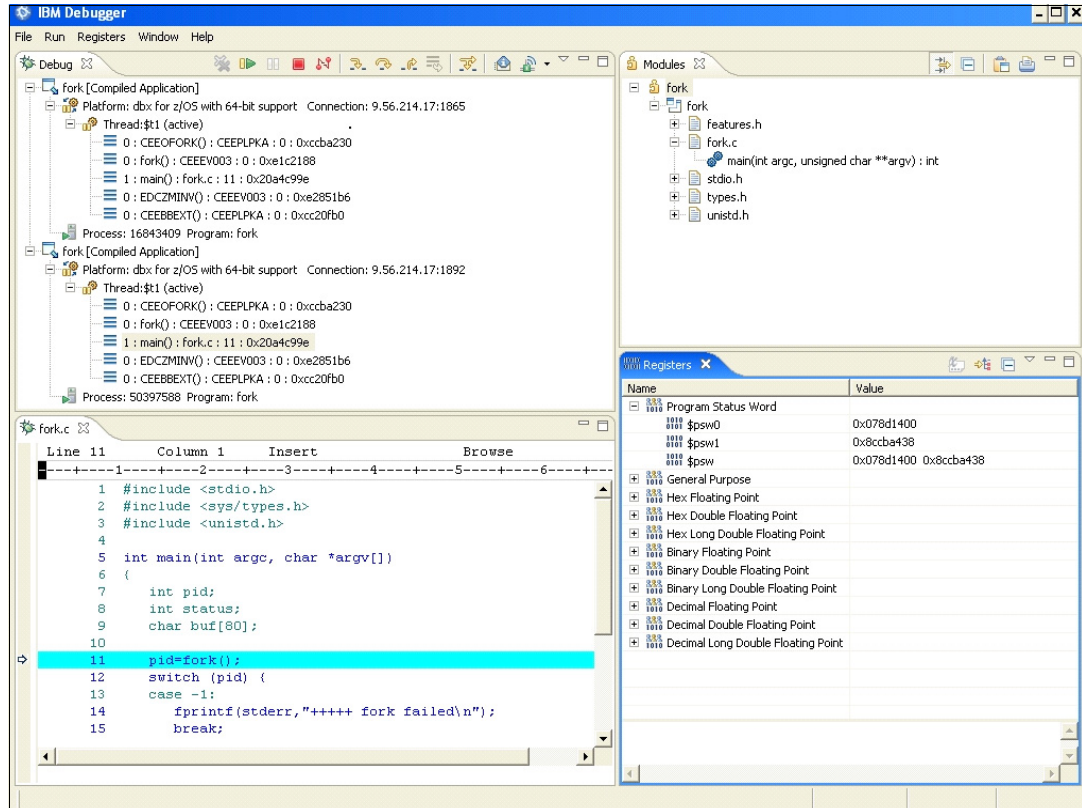 IBM Debugger
File Run Registers Window Help
Debug
fork [Compiled Application]
Platform: dbx for z/OS with 64-bit support Connection: 9.56.214.17:1865
Thread:$t1 (active)
0 : CEEOFORK() : CEEPLPKA : 0 : 0xccba230
0 : fork() : CEEEV003 : 0 : 0xe1c2188
1 : main() : fork.c : 11 : 0x20a4c99e
0 : EDCZMINV() : CEEEV003 : 0 : 0xe2851b6
0 : CEEBBEXT() : CEEPLPKA : 0 : 0xcc20fb0
Process: 16843409 Program: fork
fork [Compiled Application]
Platform: dbx for z/OS with 64-bit support Connection: 9.56.214.17:1892
Thread:$t1 (active)
0 : CEEOFORK() : CEEPLPKA : 0 : 0xccba230
0 : fork() : CEEEV003 : 0 : 0xe1c2188
1 : main() : fork.c : 11 : 0x20a4c99e
0 : EDCZMINV() : CEEEV003 : 0 : 0xe2851b6
0 : CEEBBEXT() : CEEPLPKA : 0 : 0xcc20fb0
Process: 50397588 Program: fork
Modules
fork
fork
features.h
fork.c
main(int argc, unsigned char **argv) : int
stdio.h
types.h
unistd.h
fork.c
Line 11 Column 1 Insert Browse
----+----1----+----2----+----3----+----4----+----5----+----6----+---
1 #include <stdio.h>
2 #include <sys/types.h>
3 #include <unistd.h>
4
5 int main(int argc, char *argv[])
6 {
7 int pid;
8 int status;
9 char buf[80];
10
11 pid=fork();
12 switch (pid) {
13 case -1:
14 fprintf(stderr,"+++++ fork failed\n");
15 break;
Registers
Name Value
Program Status Word
$psw0 0x078d1400
$psw1 0x8ccba438
$psw 0x078d1400 0x8ccba438
General Purpose
Hex Floating Point
Hex Double Floating Point
Hex Long Double Floating Point
Binary Floating Point
Binary Double Floating Point
Binary Long Double Floating Point
Decimal Floating Point
Decimal Double Floating Point
Decimal Long Double Floating Point